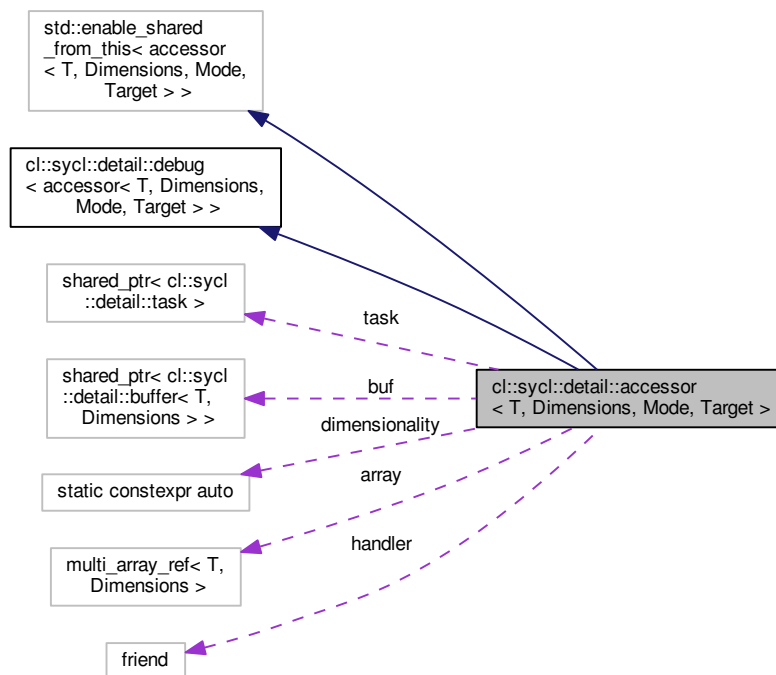 std::enable_shared
_from_this< accessor
< T, Dimensions, Mode,
Target > >
cl::sycl::detail::debug
< accessor< T, Dimensions,
Mode, Target > >
shared_ptr< cl::sycl
::detail::task >
task
shared_ptr< cl::sycl
::detail::buffer< T,
Dimensions > >
buf
cl::sycl::detail::accessor
< T, Dimensions, Mode, Target >
dimensionality
static constexpr auto
array
multi_array_ref< T,
Dimensions >
handler
friend